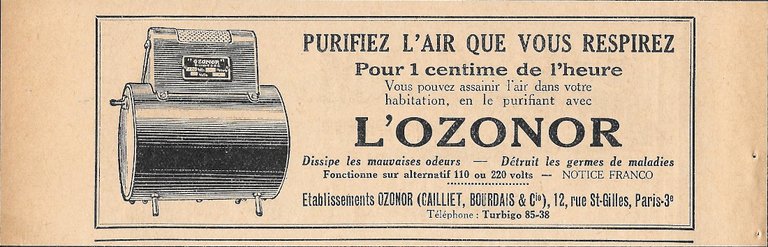 "OZONOR"
PURIFIEZ L'AIR QUE VOUS RESPIREZ
Pour 1 centime de l'heure
Vous pouvez assainir l'air dans votre
habitation, en le purifiant avec
L'OZONOR
Dissipe les mauvaises odeurs — Détruit les germes de maladies
Fonctionne sur alternatif 110 ou 220 volts — NOTICE FRANCO
Etablissements OZONOR (CAILLIET, BOURDAIS & Cie), 12, rue St-Gilles, Paris-3e
Téléphone : Turbigo 85-38